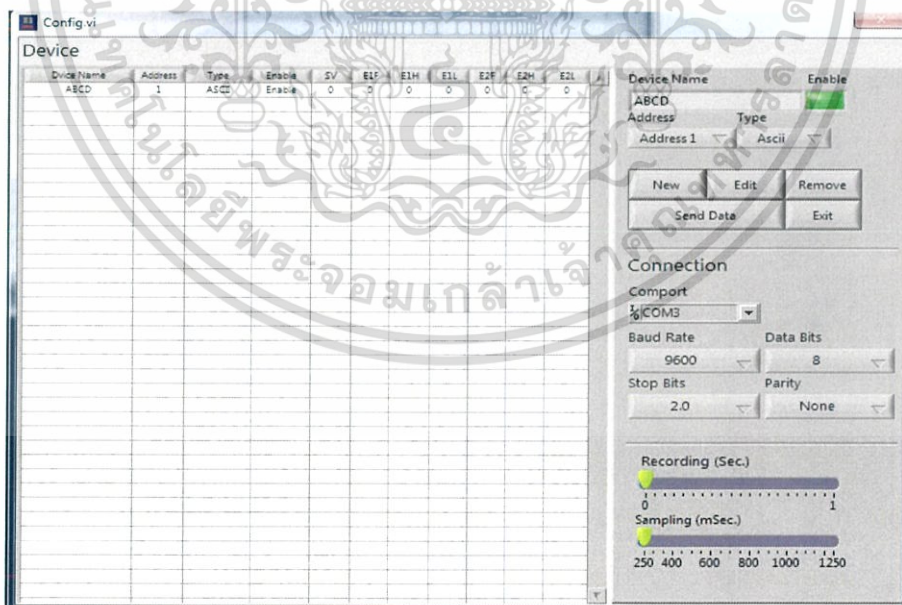 Config.vi
Device
Dvice Name Address Type Enable SV E1F E1H E1L E2F E2H E2L
ABCD 1 ASCII Enable 0 0 0 0 0 0 0
Device Name Enable
ABCD
Address Type
Address 1 Ascii
New Edit Remove
Send Data Exit
Connection
Comport
COM3
Baud Rate Data Bits
9600 8
Stop Bits Parity
2.0 None
Recording (Sec.)
0 1
Sampling (mSec.)
250 400 600 800 1000 1250